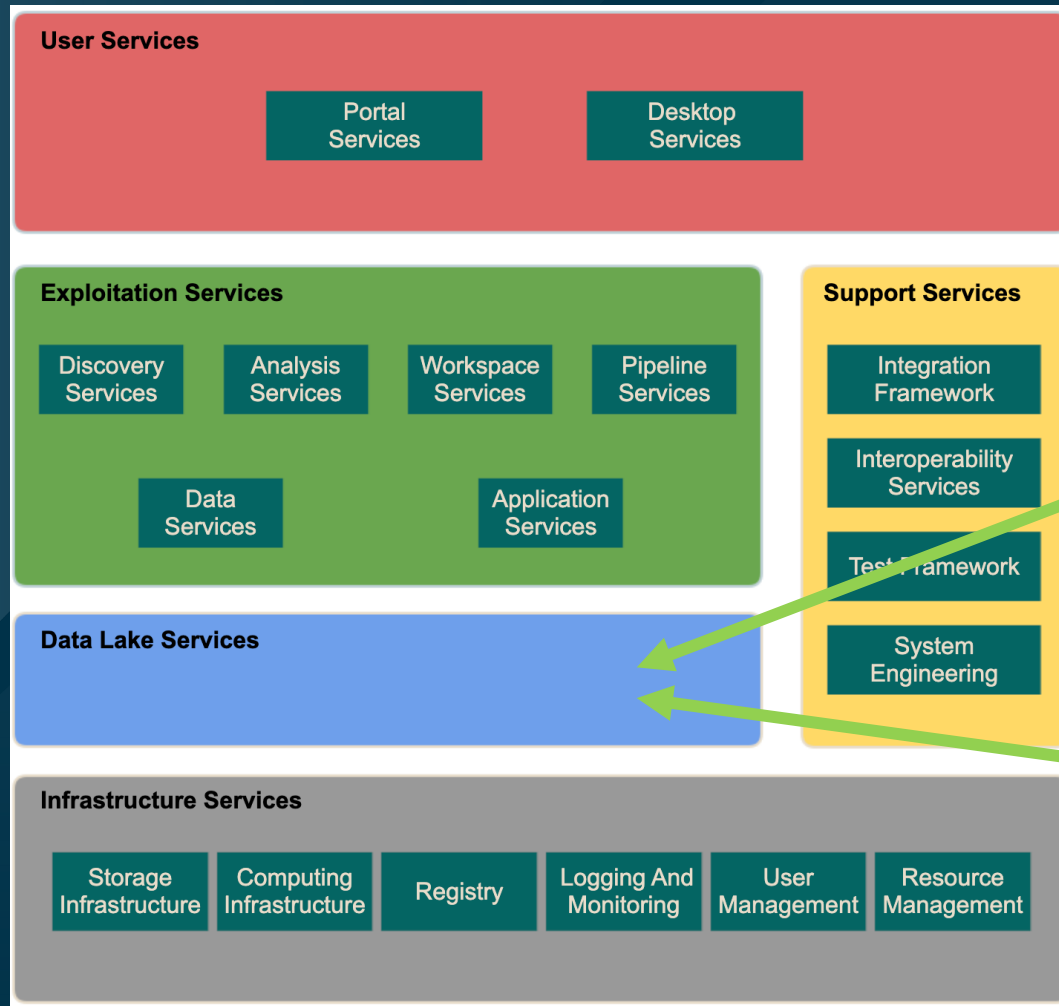 User Services
Portal
Services
Desktop
Services
Exploitation Services
Discovery
Services
Analysis
Services
Workspace
Services
Pipeline
Services
Data
Services
Application
Services
Support Services
Integration
Framework
Interoperability
Services
Test Framework
System
Engineering
Data Lake Services
Infrastructure Services
Storage
Infrastructure
Computing
Infrastructure
Registry
Logging And
Monitoring
User
Management
Resource
Management